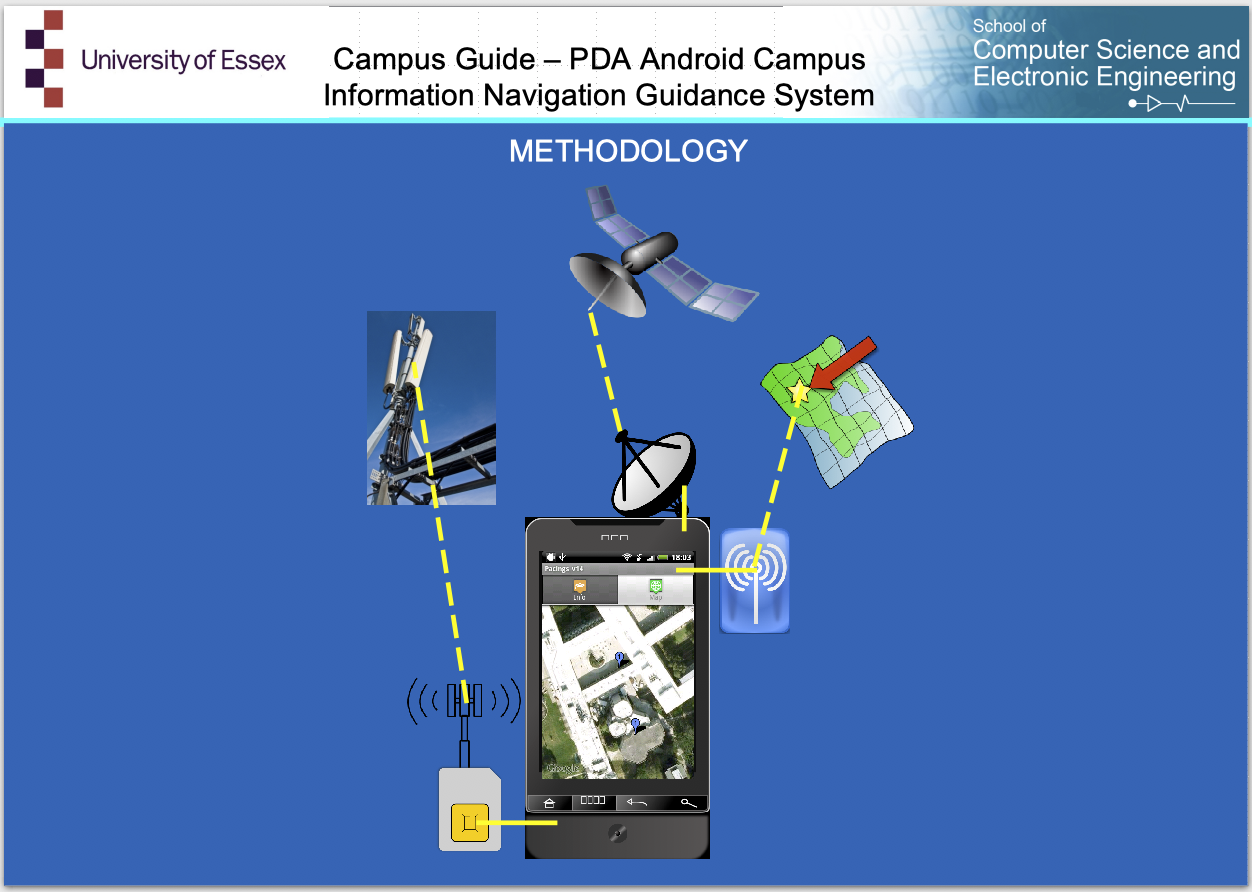 University of Essex
Campus Guide – PDA Android Campus
Information Navigation Guidance System
School of
Computer Science and
Electronic Engineering
METHODOLOGY
18:03
Pacings v14
Info
Map
Google